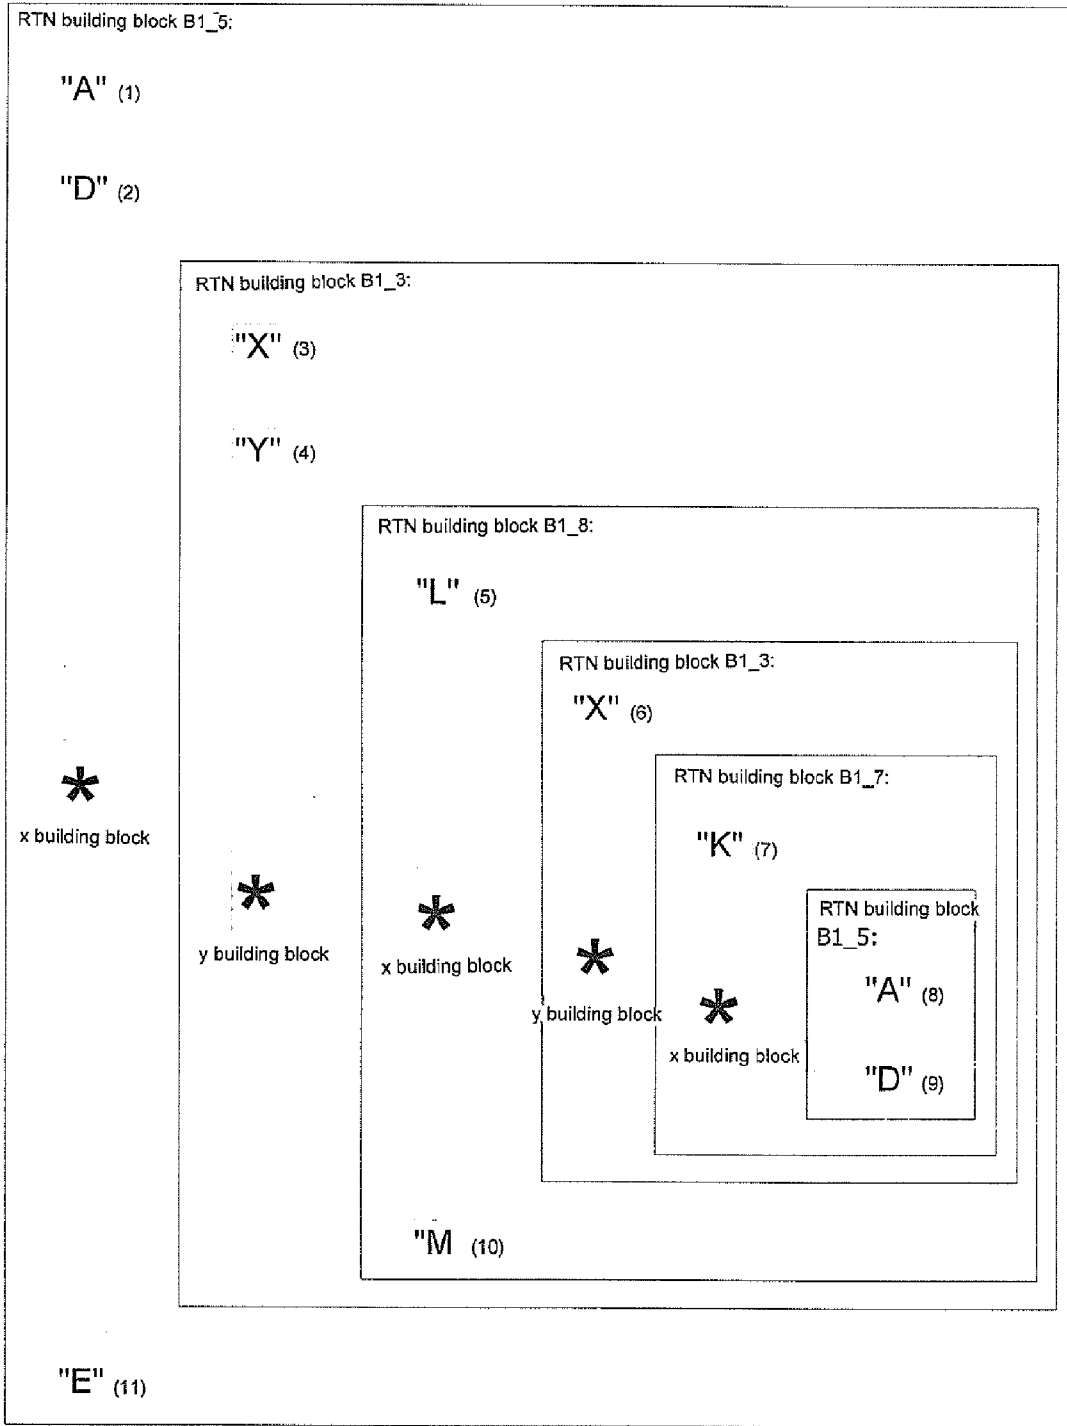 RTN building block B1_5:
"A" (1)
"D" (2)
RTN building block B1_3:
"X" (3)
"Y" (4)
RTN building block B1_8:
"L" (5)
RTN building block B1_3:
"X" (6)
RTN building block B1_7:
"K" (7)
RTN building block
B1_5:
"A" (8)
"D" (9)
*
x building block
*
y building block
*
x building block
*
y building block
*
x building block
"M (10)
"E" (11)